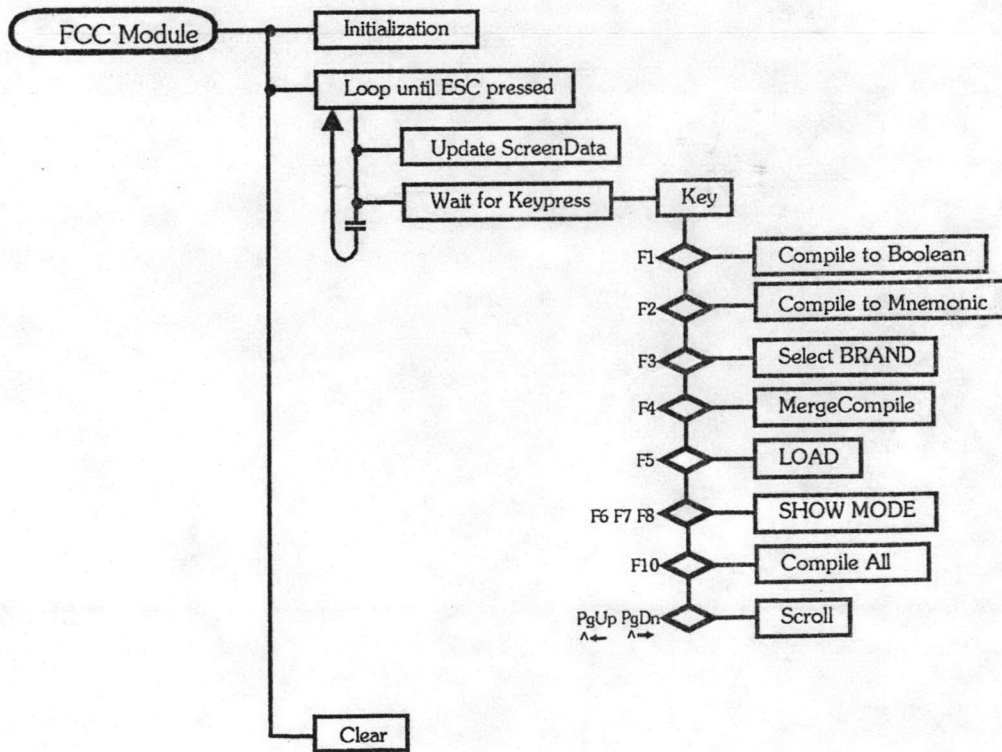 FCC Module
Initialization
Loop until ESC pressed
Update ScreenData
Wait for Keypress
Key
F1
Compile to Boolean
F2
Compile to Mnemonic
F3
Select BRAND
F4
MergeCompile
F5
LOAD
F6 F7 F8
SHOW MODE
F10
Compile All
PgUp PgDn
^← ^→
Scroll
Clear